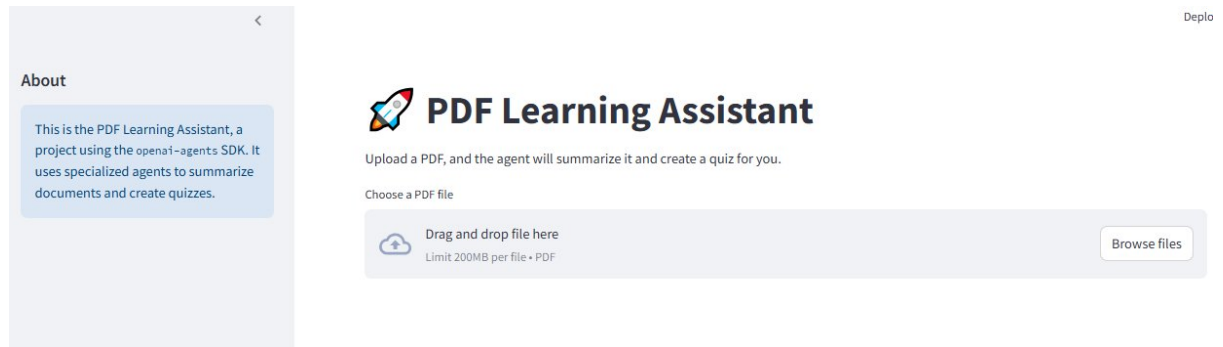 Deplo
About
This is the PDF Learning Assistant, a
project using the openai-agents SDK. It
uses specialized agents to summarize
documents and create quizzes.
🚀 PDF Learning Assistant
Upload a PDF, and the agent will summarize it and create a quiz for you.
Choose a PDF file
Drag and drop file here
Limit 200MB per file • PDF
Browse files